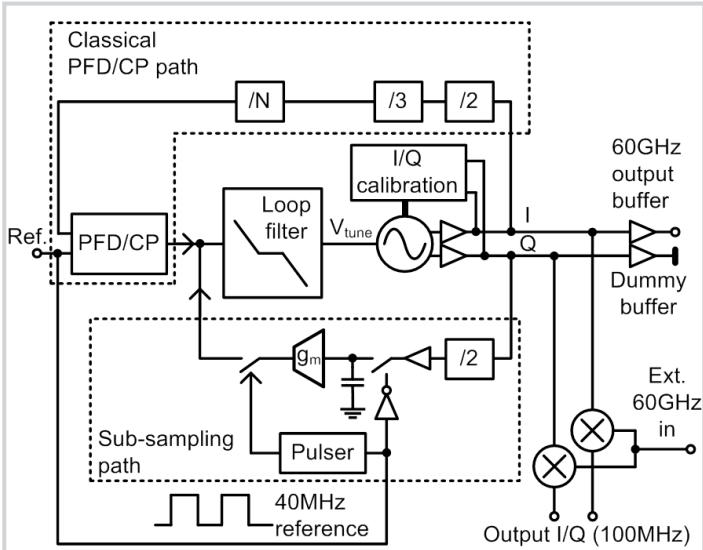 Classical
PFD/CP path
/N
/3
/2
I/Q
calibration
60GHz
output
buffer
Ref.
PFD/CP
Loop
filter
Vtune
I
Q
Dummy
buffer
gm
/2
Ext.
60GHz
in
Sub-sampling
path
Pulser
40MHz
reference
Output I/Q (100MHz)